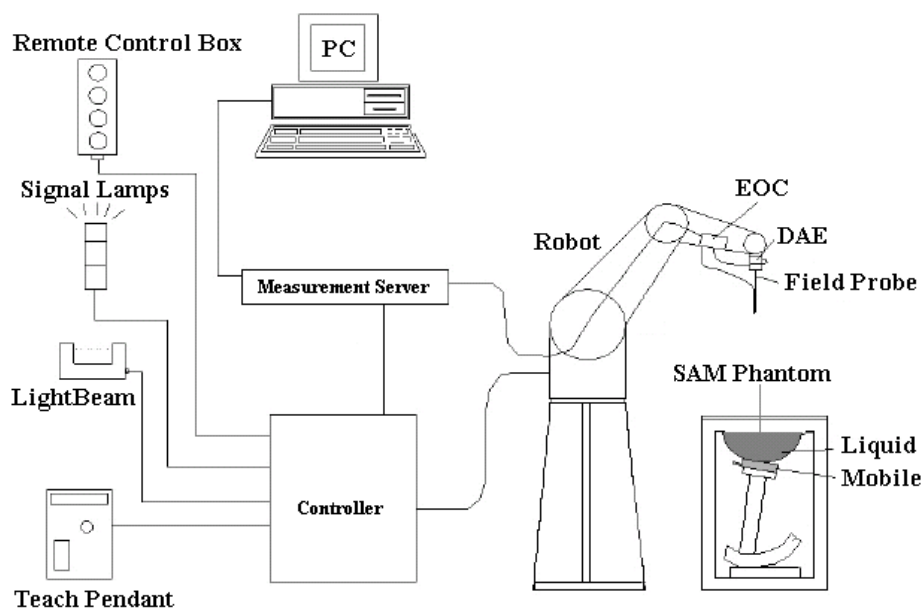 Remote Control Box
PC
Signal Lamps
EOC
Robot
DAE
Measurement Server
Field Probe
SAM Phantom
LightBeam
Liquid
Mobile
Controller
Teach Pendant